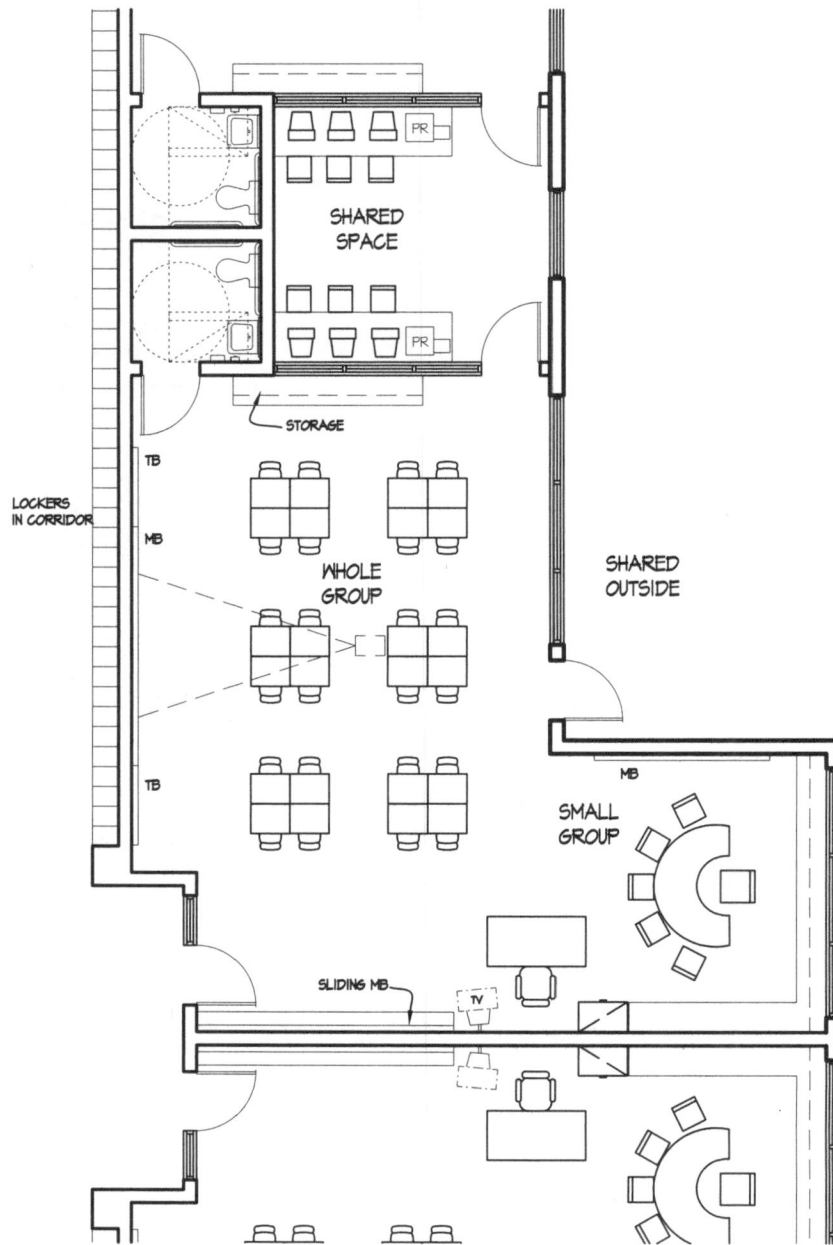 PR
SHARED
SPACE
PR
STORAGE
TB
LOCKERS
IN CORRIDOR
MB
WHOLE
GROUP
SHARED
OUTSIDE
TB
MB
SMALL
GROUP
SLIDING MB
TV